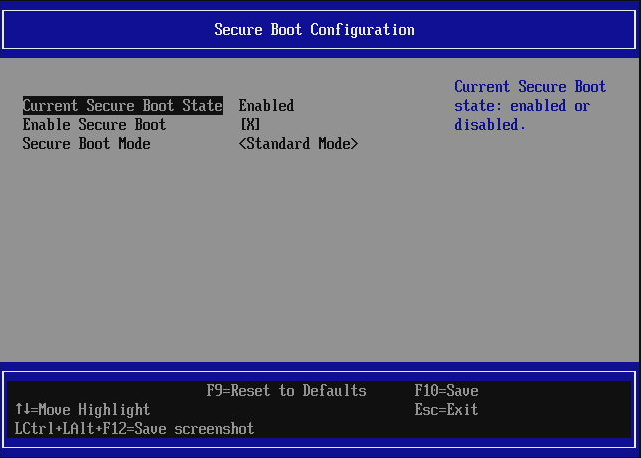 Secure Boot Configuration
Current Secure Boot State Enabled
Enable Secure Boot [X]
Secure Boot Mode <Standard Mode>
Current Secure Boot
state: enabled or
disabled.
F9=Reset to Defaults F10=Save
↑↓=Move Highlight Esc=Exit
LCtrl+LAlt+F12=Save screenshot